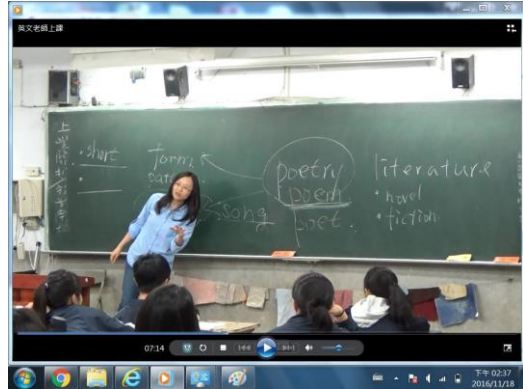 英文老師上課
short
form
poetry
poem
poet.
song
literature
novel
fiction
07:14
下午 02:37
2016/11/18